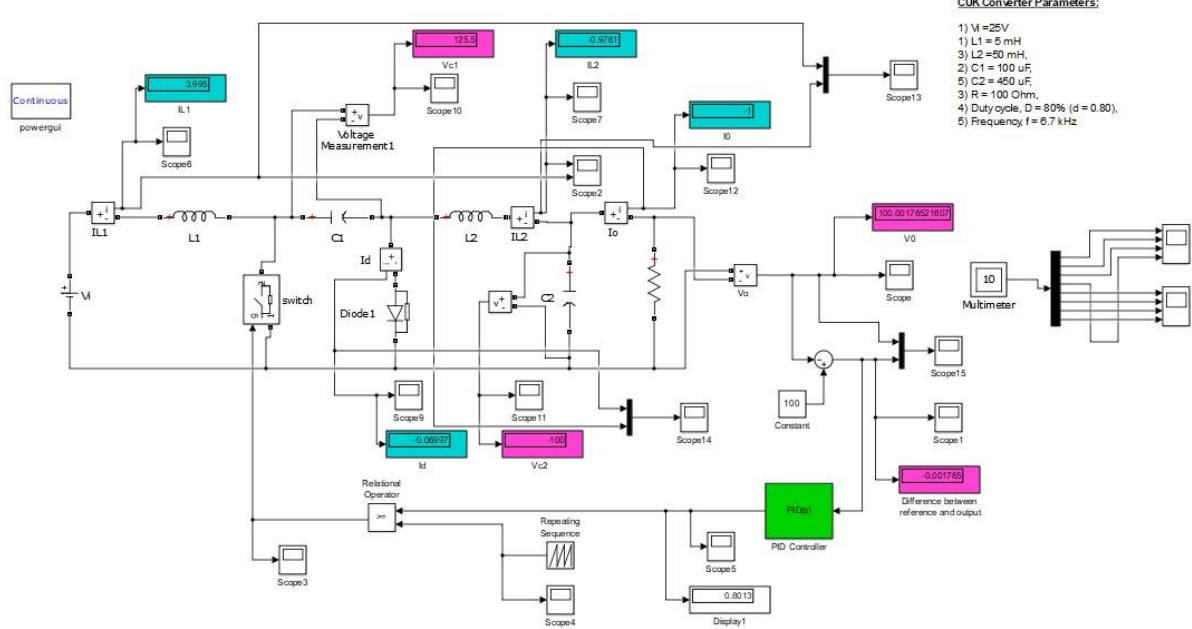 CUK Converter Parameters:
1) Vi =25V
1) L1 = 5 mH
3) L2 =50 mH,
2) C1 = 100 uF,
5) C2 = 450 uF,
3) R = 100 Ohm,
4) Duty cycle, D = 80% (d = 0.80),
5) Frequency, f = 6.7 kHz
Continuous
powergui
3.995
IL1
Scope6
125.5
Vc1
Scope10
Voltage
Measurement1
-0.9761
IL2
Scope7
Scope2
-1
I0
Scope12
Scope13
IL1
L1
C1
L2
IL2
Io
Vi
switch
Id
Diode1
C2
Vo
100.00176521607
V0
Scope
10
Multimeter
Scope15
100
Constant
Scope1
-0.001765
Difference between
reference and output
Scope9
-0.06997
Id
Scope11
-100
Vc2
Scope14
Relational
Operator
>=
Repeating
Sequence
PID(s)
PID Controller
Scope3
Scope4
Scope5
0.8013
Display1